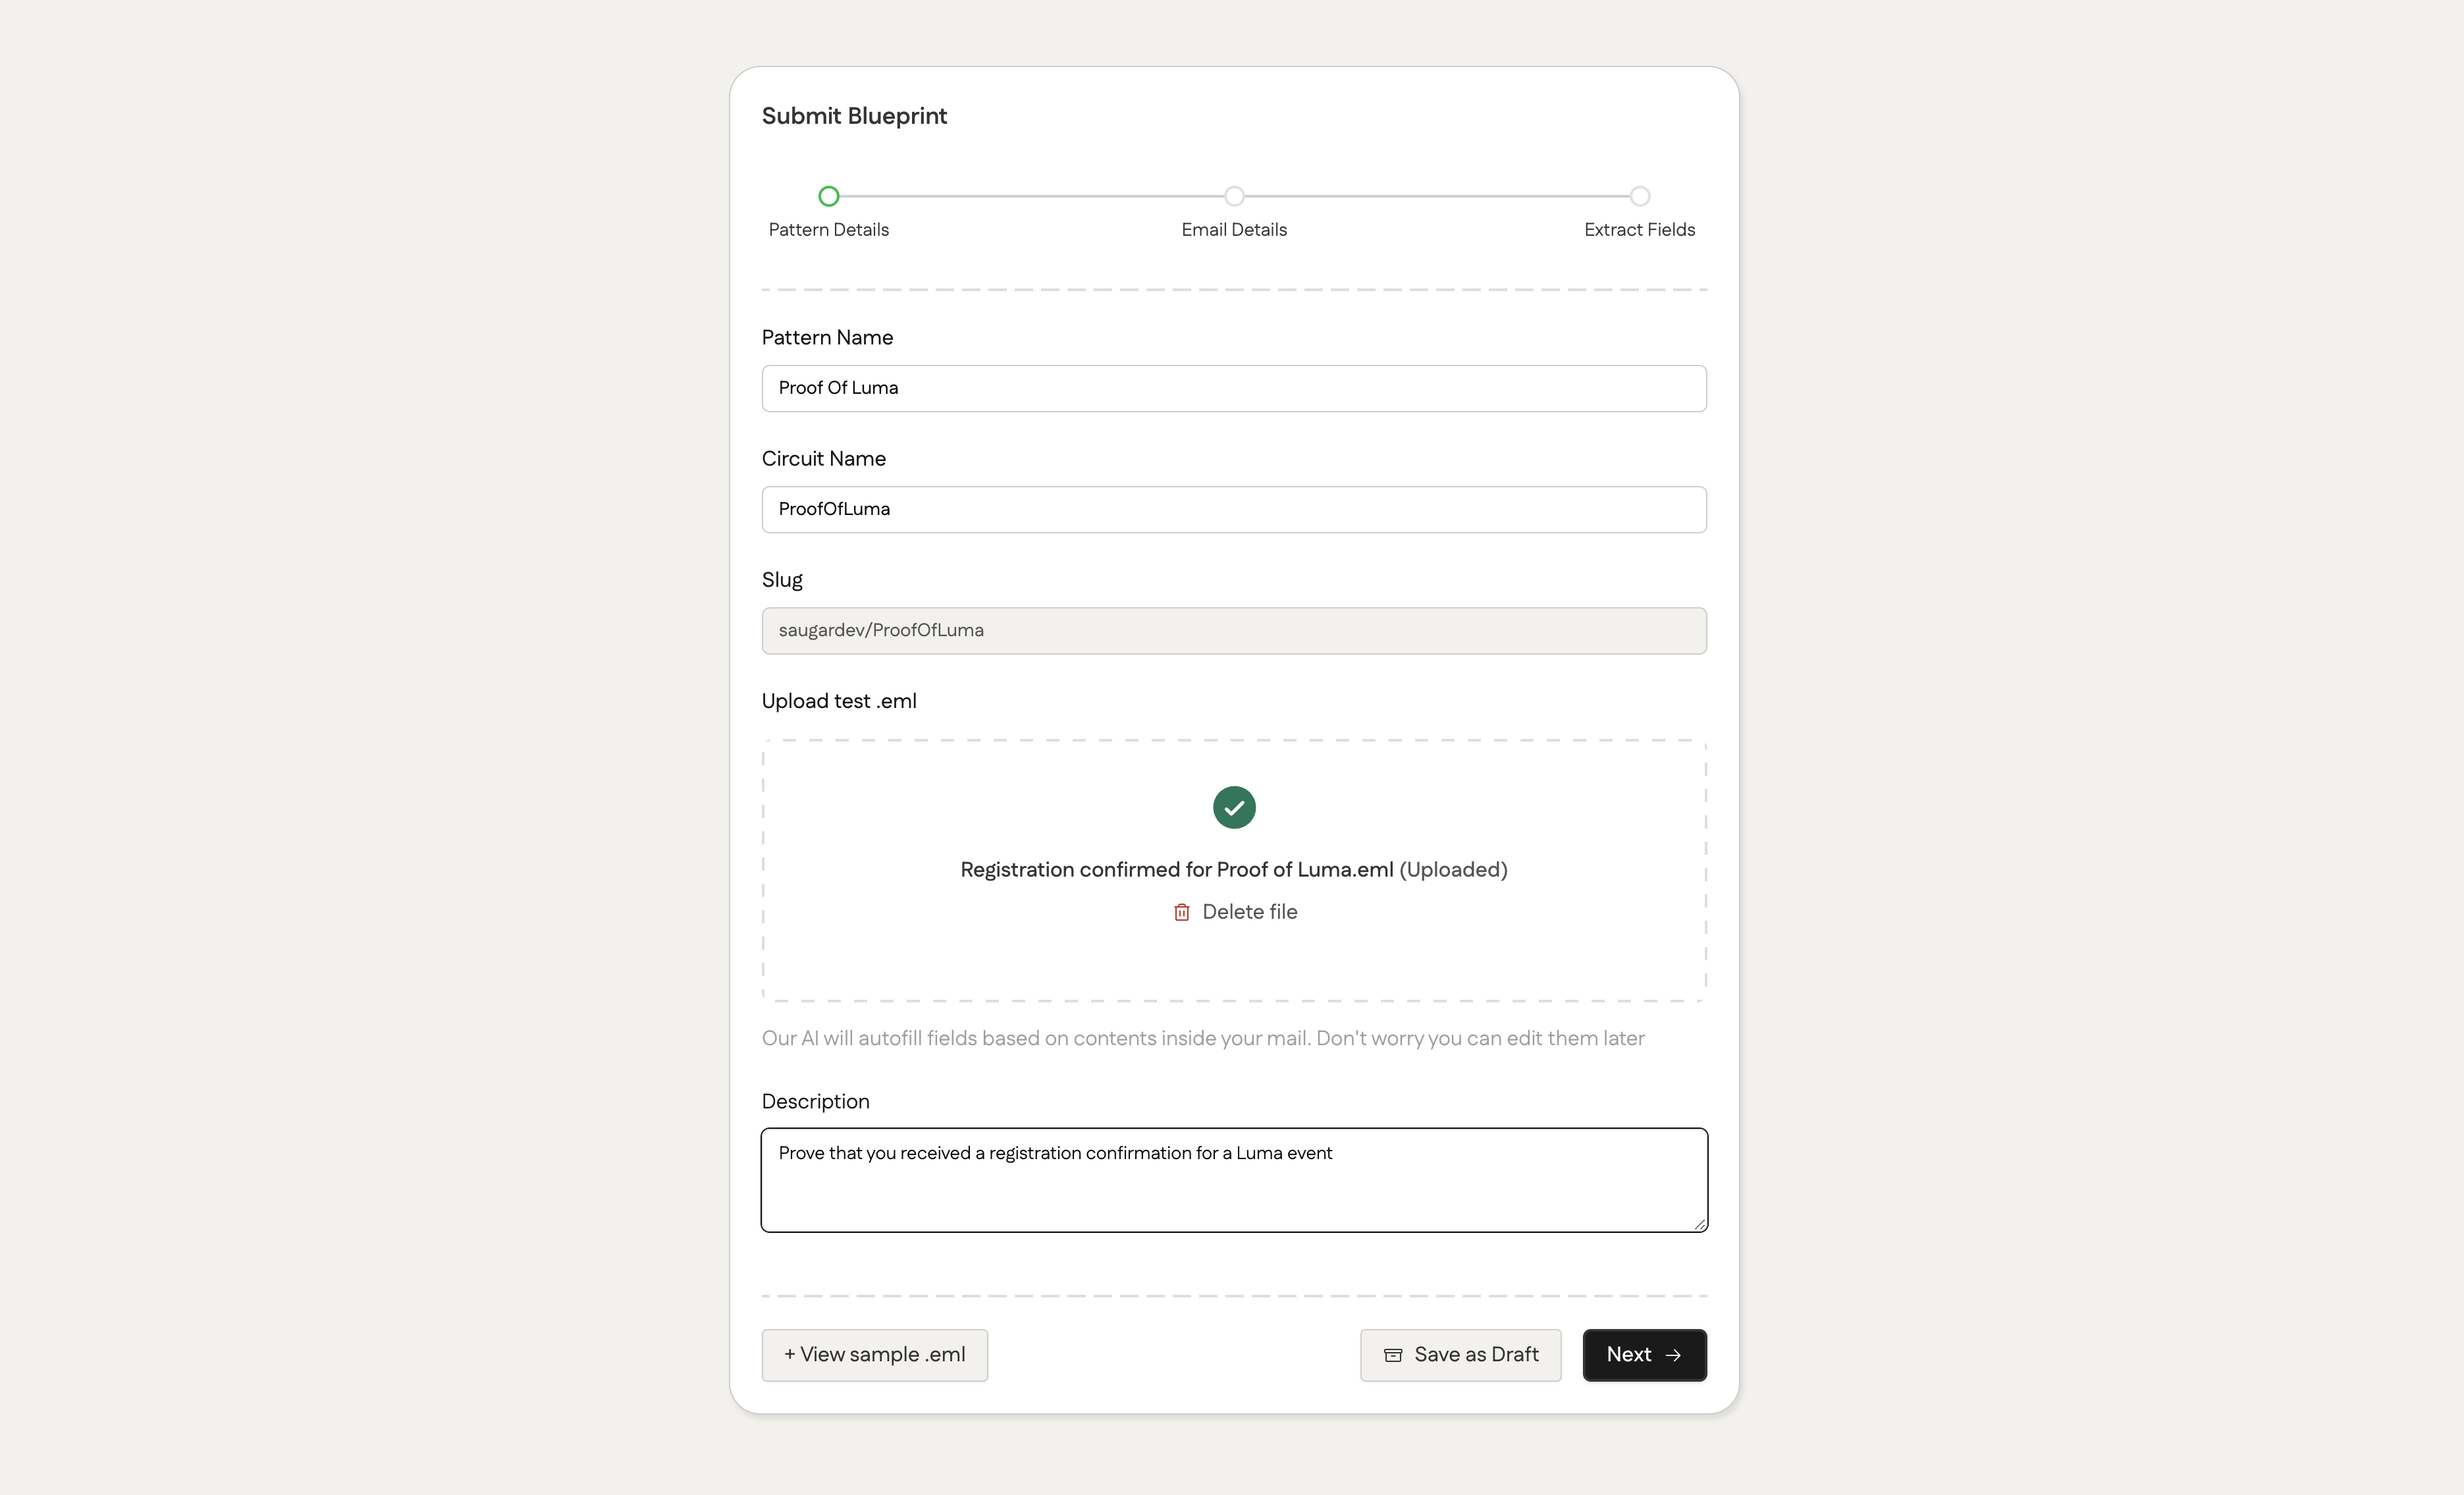 Submit Blueprint
Pattern Details
Email Details
Extract Fields
Pattern Name
Proof Of Luma
Circuit Name
ProofOfLuma
Slug
saugardev/ProofOfLuma
Upload test .eml
Registration confirmed for Proof of Luma.eml (Uploaded)
Delete file
Our AI will autofill fields based on contents inside your mail. Don't worry you can edit them later
Description
Prove that you received a registration confirmation for a Luma event
+ View sample .eml
Save as Draft
Next →